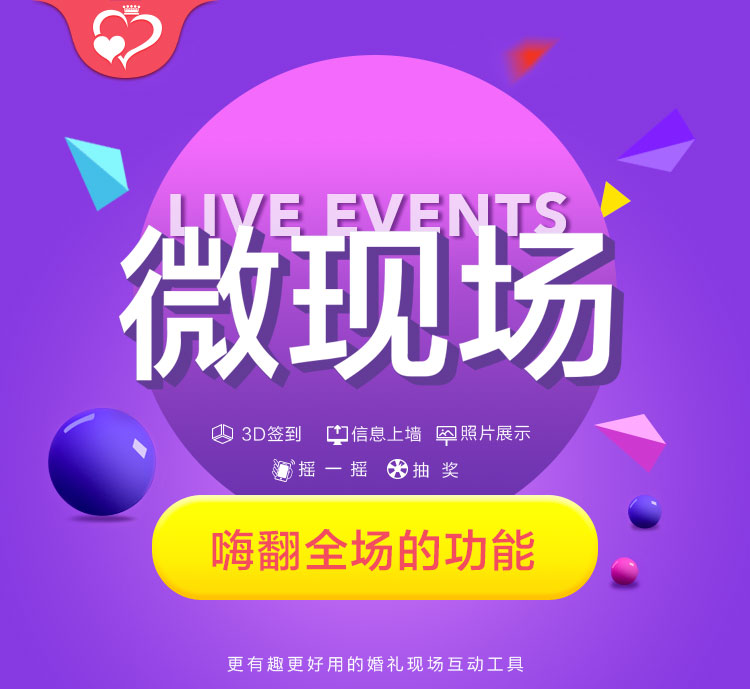 LIVE EVENTS
微现场
3D签到 信息上墙 照片展示
摇一摇 抽奖
嗨翻全场的功能
更有趣更好用的婚礼现场互动工具